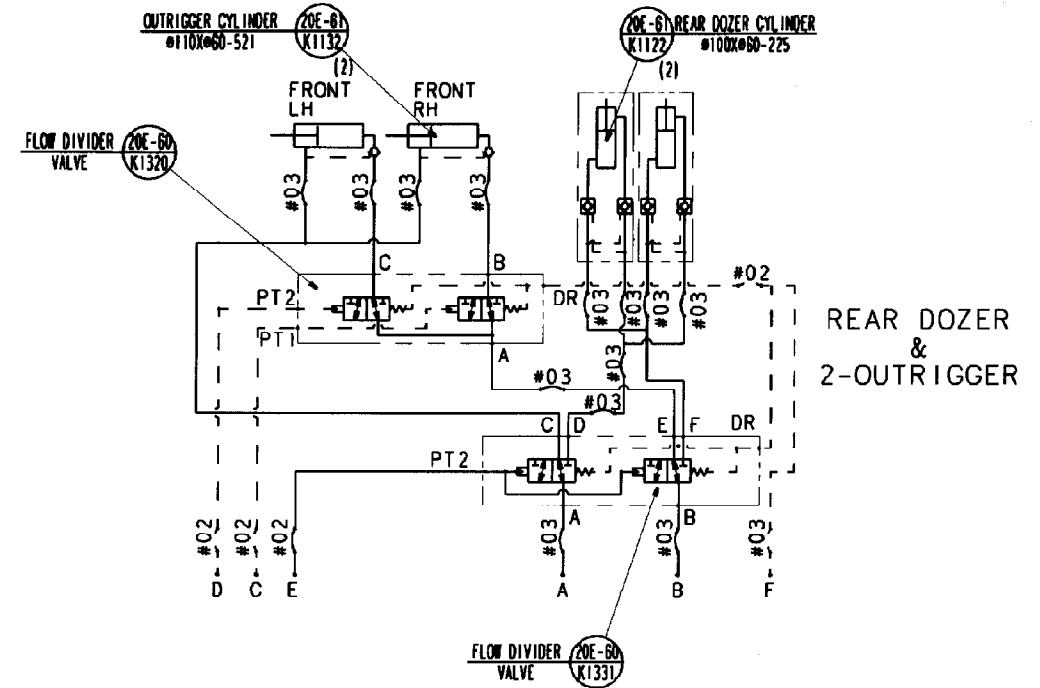 OUTRIGGER CYLINDER
ø110Xø60-521
20E-61
K1132
(2)
20E-61
K1122
REAR DOZER CYLINDER
ø100Xø60-225
(2)
FRONT
LH
FRONT
RH
FLOW DIVIDER
VALVE
20E-60
K1320
#03 #03 #03 #03
C B
PT2
PT1
DR
#02
#03 #03 #03 #03
A
#03
#03
#03
REAR DOZER
&
2-OUTRIGGER
C D E F DR
PT2
A B
#02 #02 #02 #03 #03 #03
D C E A B F
FLOW DIVIDER
VALVE
20E-60
K1331